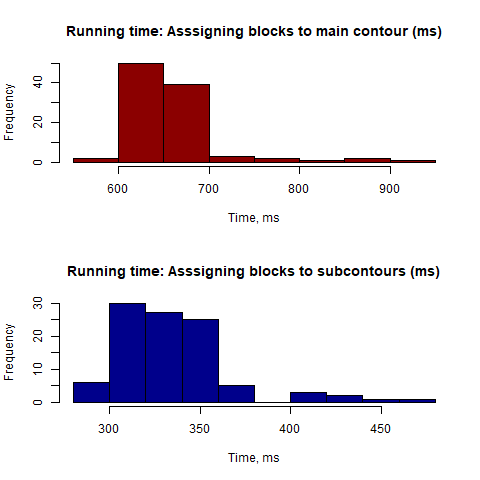 Running time: Asssigning blocks to main contour (ms)
Frequency
0
20
40
600
700
800
900
Time, ms
Running time: Asssigning blocks to subcontours (ms)
Frequency
0
10
20
30
300
350
400
450
Time, ms